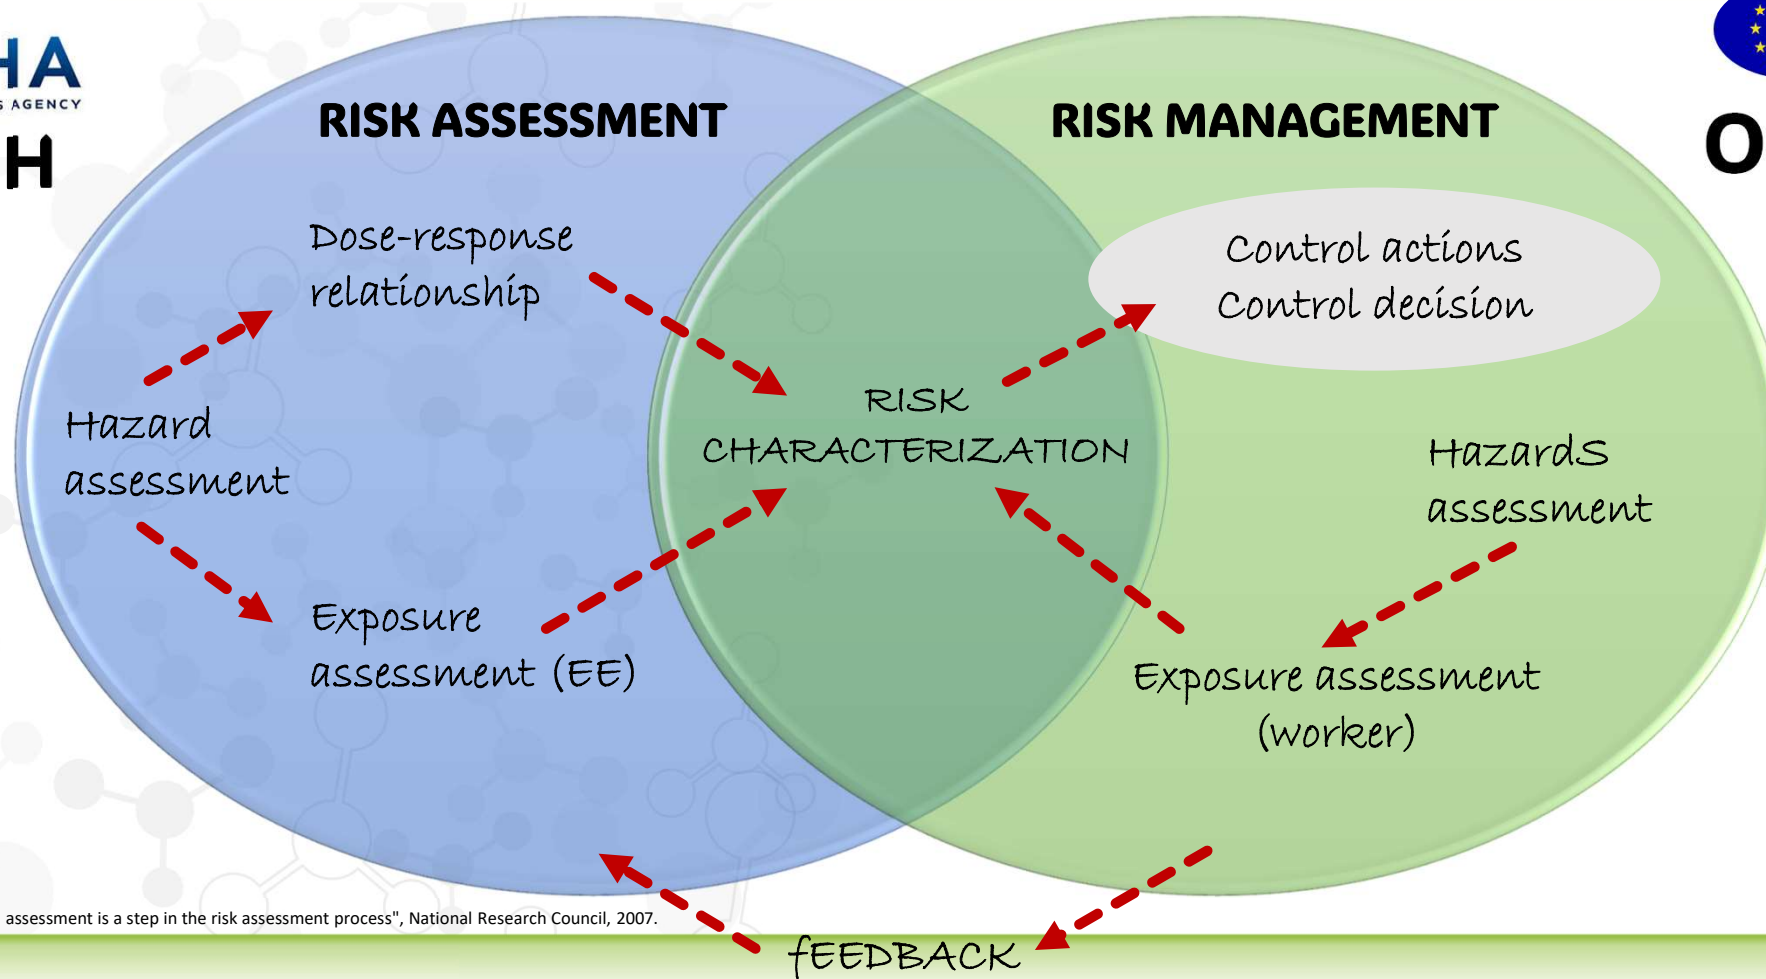 HA
S AGENCY
H
O
RISK ASSESSMENT
RISK MANAGEMENT
Dose-response
relationship
Control actions
Control decision
Hazard
assessment
RISK
CHARACTERIZATION
HazardS
assessment
Exposure
assessment (EE)
Exposure assessment
(worker)
assessment is a step in the risk assessment process", National Research Council, 2007.
fEEDBACK